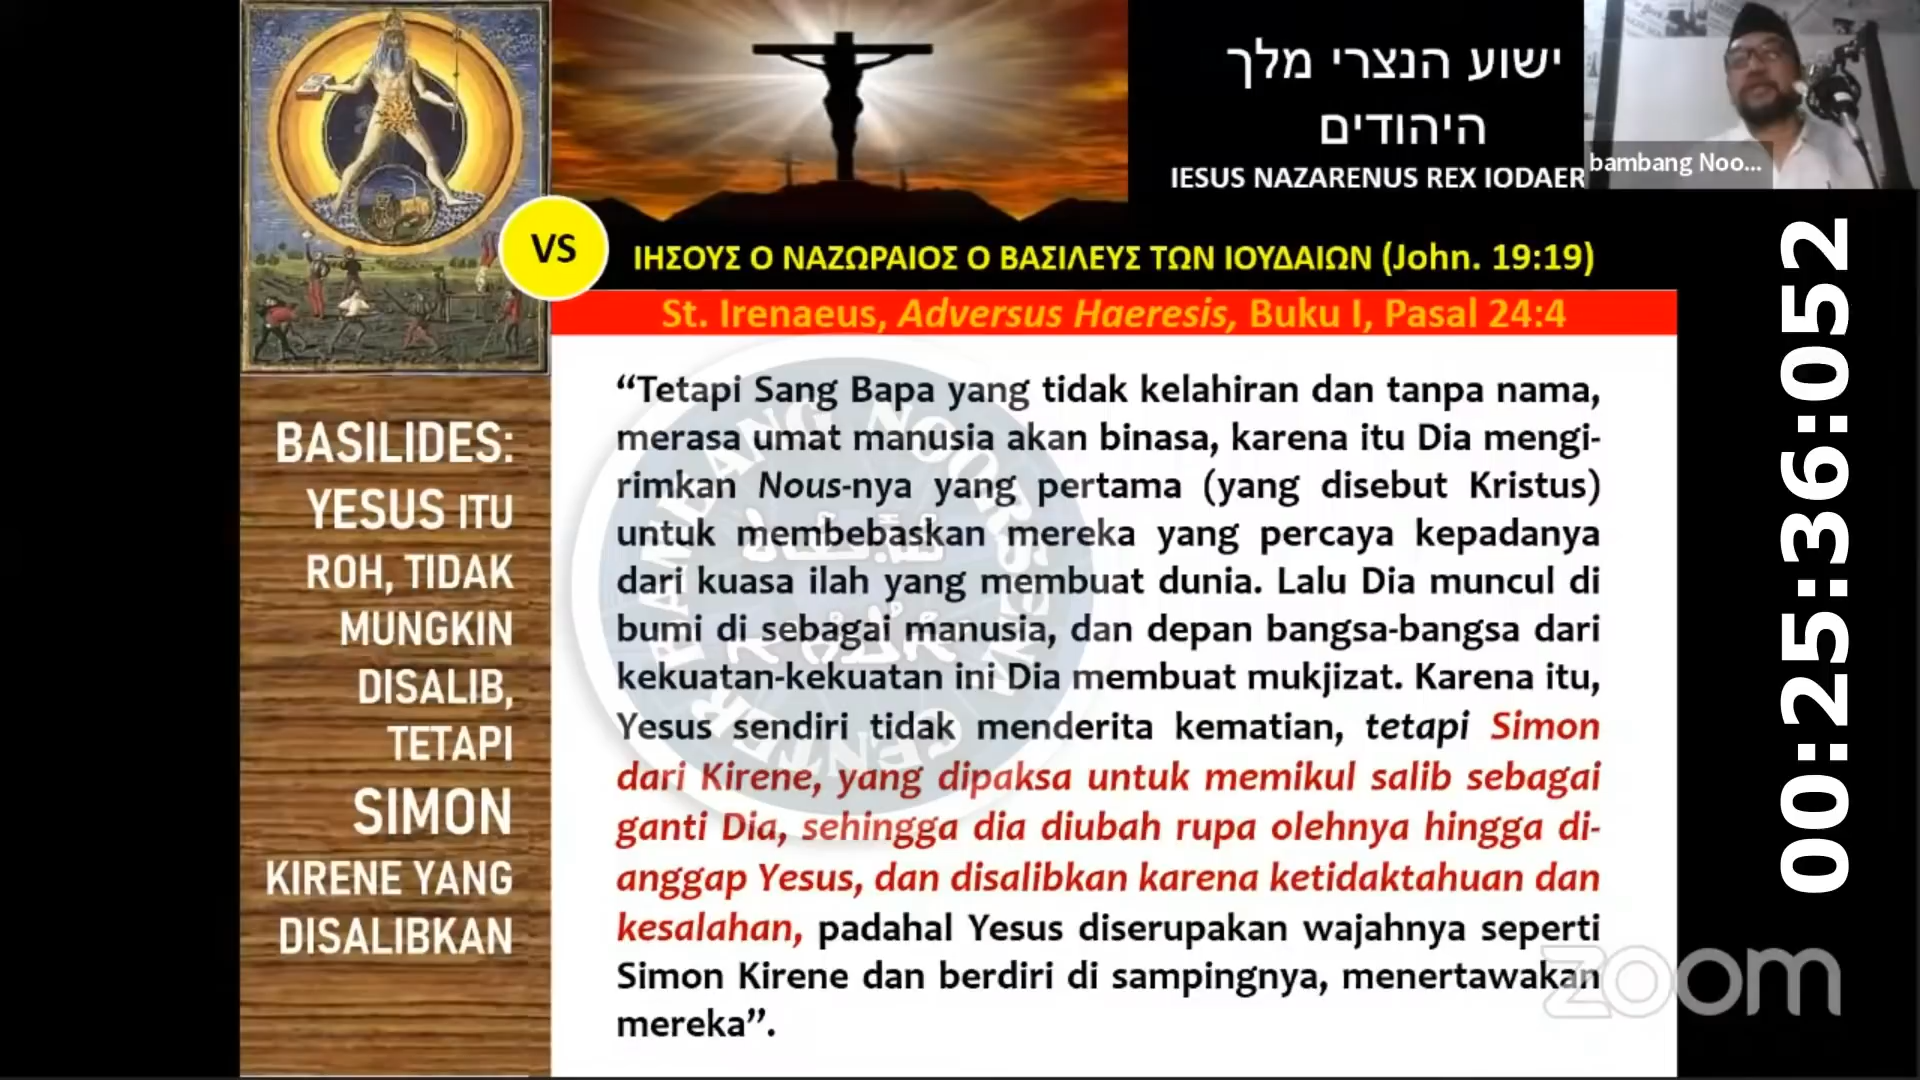 ישוע הנצרי מלך
היהודים
IESUS NAZARENUS REX IODAER
bambang Noo...
VS
ΙΗΣΟΥΣ Ο ΝΑΖΩΡΑΙΟΣ Ο ΒΑΣΙΛΕΥΣ ΤΩΝ ΙΟΥΔΑΙΩΝ (John. 19:19)
St. Irenaeus, Adversus Haeresis, Buku I, Pasal 24:4
BASILIDES:
YESUS ITU
ROH, TIDAK
MUNGKIN
DISALIB,
TETAPI
SIMON
KIRENE YANG
DISALIBKAN
“Tetapi Sang Bapa yang tidak kelahiran dan tanpa nama,
merasa umat manusia akan binasa, karena itu Dia mengi-
rimkan Nous-nya yang pertama (yang disebut Kristus)
untuk membebaskan mereka yang percaya kepadanya
dari kuasa ilah yang membuat dunia. Lalu Dia muncul di
bumi di sebagai manusia, dan depan bangsa-bangsa dari
kekuatan-kekuatan ini Dia membuat mukjizat. Karena itu,
Yesus sendiri tidak menderita kematian, tetapi Simon
dari Kirene, yang dipaksa untuk memikul salib sebagai
ganti Dia, sehingga dia diubah rupa olehnya hingga di-
anggap Yesus, dan disalibkan karena ketidaktahuan dan
kesalahan, padahal Yesus diserupakan wajahnya seperti
Simon Kirene dan berdiri di sampingnya, menertawakan
mereka”.
BAMBANG NOORSENA CENTER
00:25:36:052
zoom